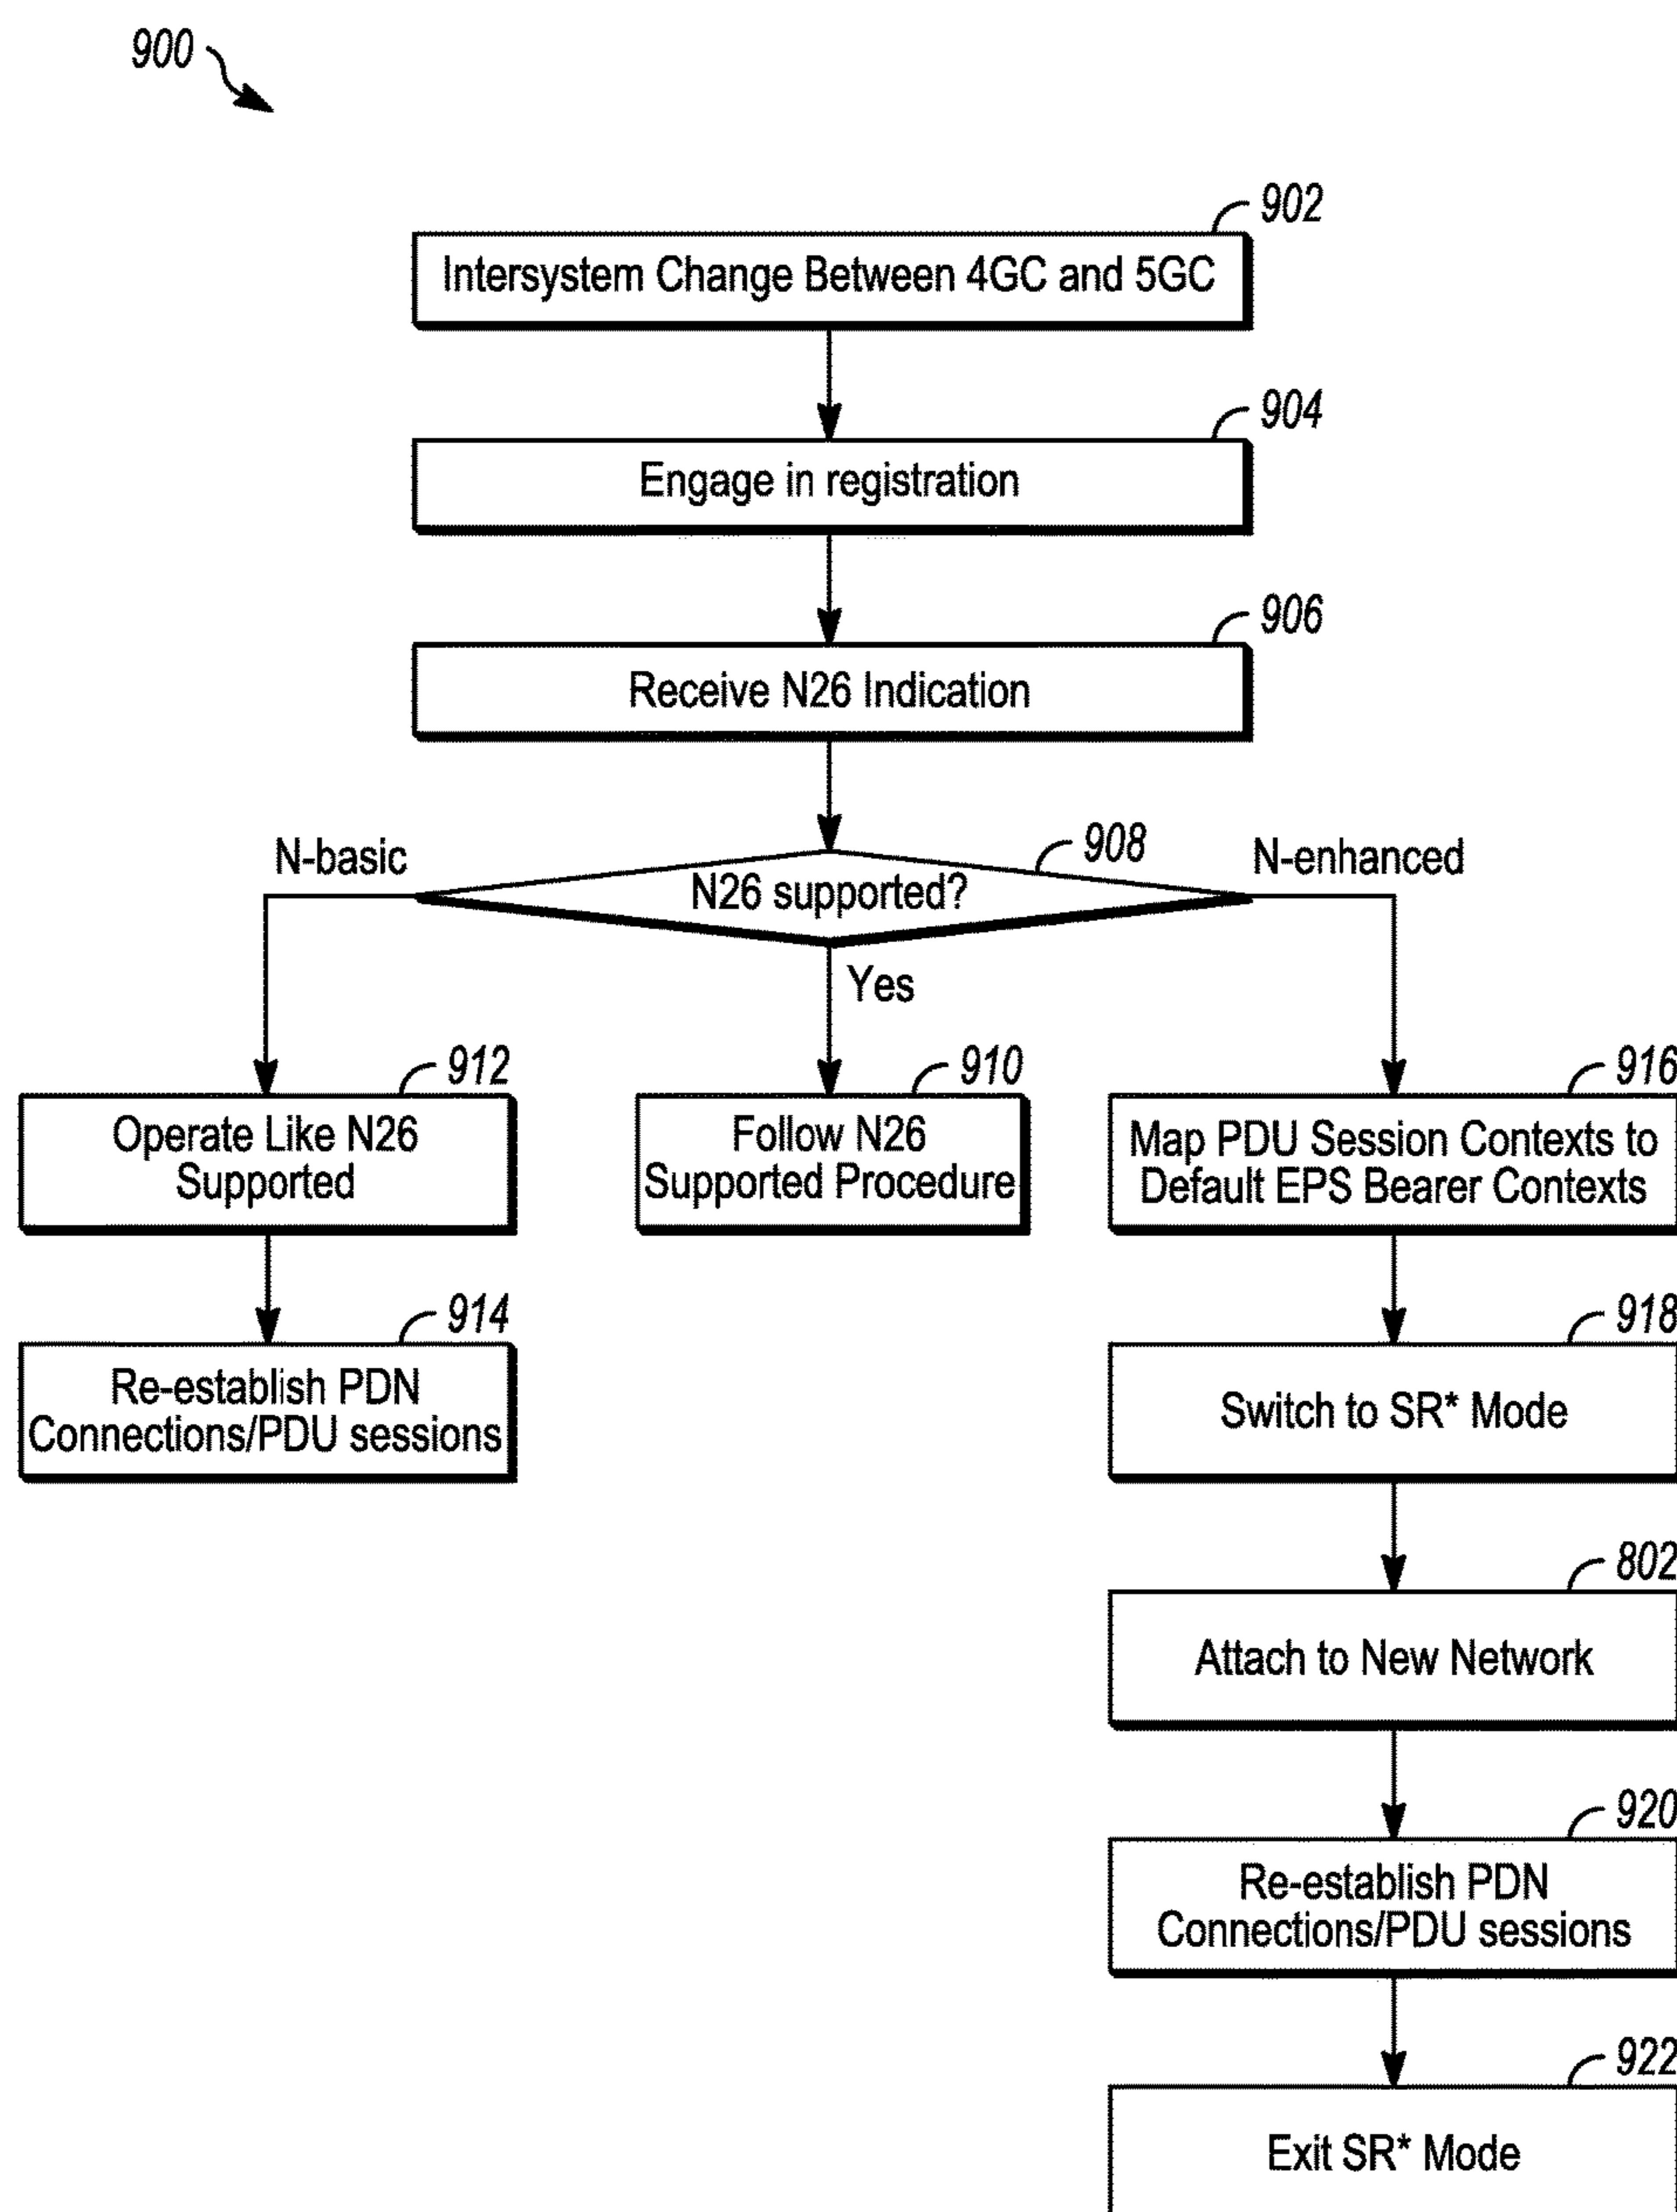 900
902
Intersystem Change Between 4GC and 5GC
904
Engage in registration
906
Receive N26 Indication
N-basic
908
N-enhanced
N26 supported?
Yes
912
Operate Like N26
Supported
910
Follow N26
Supported Procedure
916
Map PDU Session Contexts to
Default EPS Bearer Contexts
914
Re-establish PDN
Connections/PDU sessions
918
Switch to SR* Mode
802
Attach to New Network
920
Re-establish PDN
Connections/PDU sessions
922
Exit SR* Mode